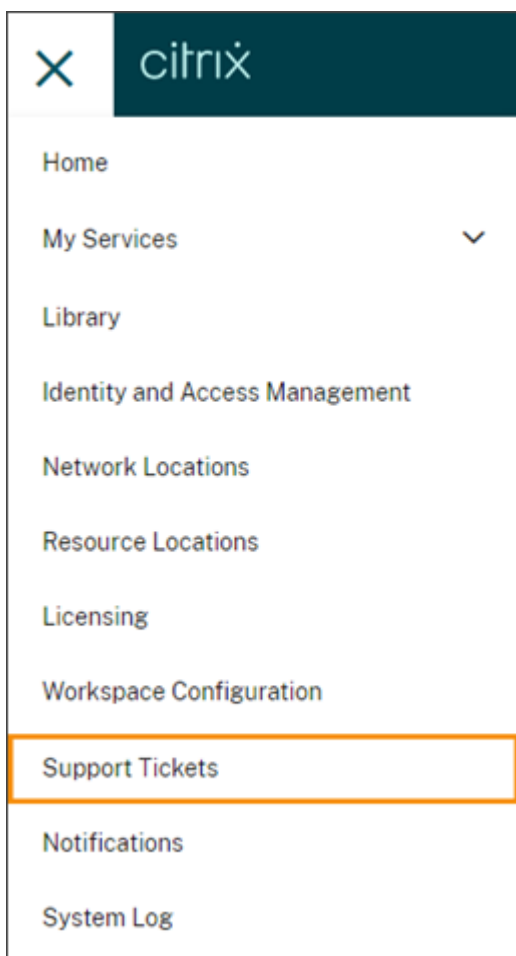 citrix
Home
My Services
Library
Identity and Access Management
Network Locations
Resource Locations
Licensing
Workspace Configuration
Support Tickets
Notifications
System Log